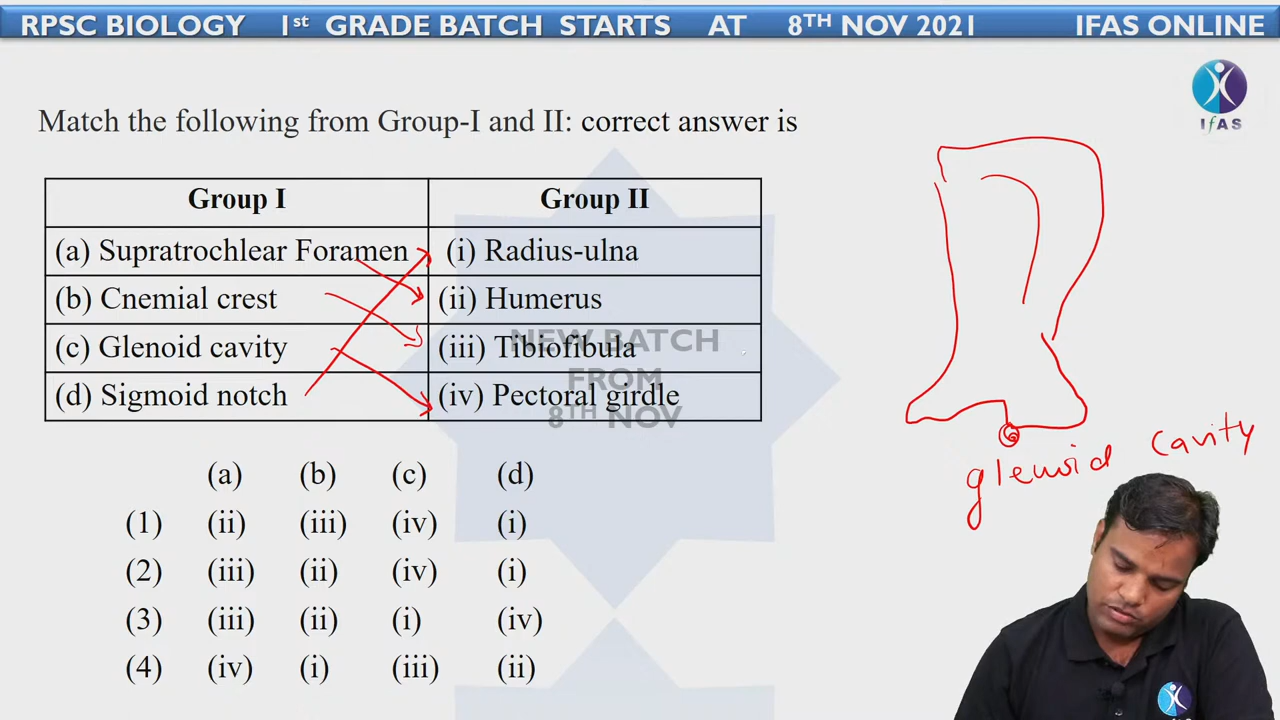 RPSC BIOLOGY 1st GRADE BATCH STARTS AT 8TH NOV 2021 IFAS ONLINE
IfAS
Match the following from Group-I and II: correct answer is
Group I Group II
(a) Supratrochlear Foramen (i) Radius-ulna
(b) Cnemial crest (ii) Humerus
(c) Glenoid cavity (iii) Tibiofibula
(d) Sigmoid notch (iv) Pectoral girdle
NEW BATCH
FROM
8TH NOV
glenoid cavity
(a) (b) (c) (d)
(1) (ii) (iii) (iv) (i)
(2) (iii) (ii) (iv) (i)
(3) (iii) (ii) (i) (iv)
(4) (iv) (i) (iii) (ii)